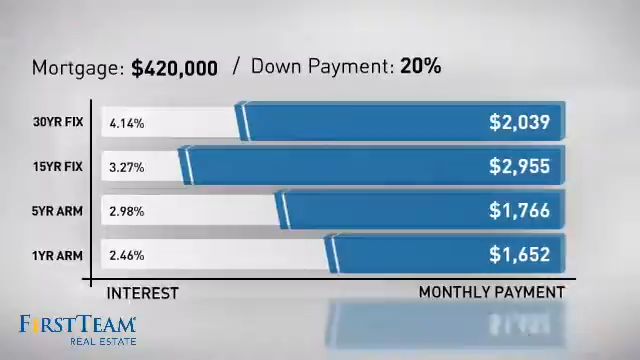 Mortgage: $420,000 / Down Payment: 20%
30YR FIX 4.14% $2,039
15YR FIX 3.27% $2,955
5YR ARM 2.98% $1,766
1YR ARM 2.46% $1,652
INTEREST MONTHLY PAYMENT
FIRSTTEAM®
REAL ESTATE